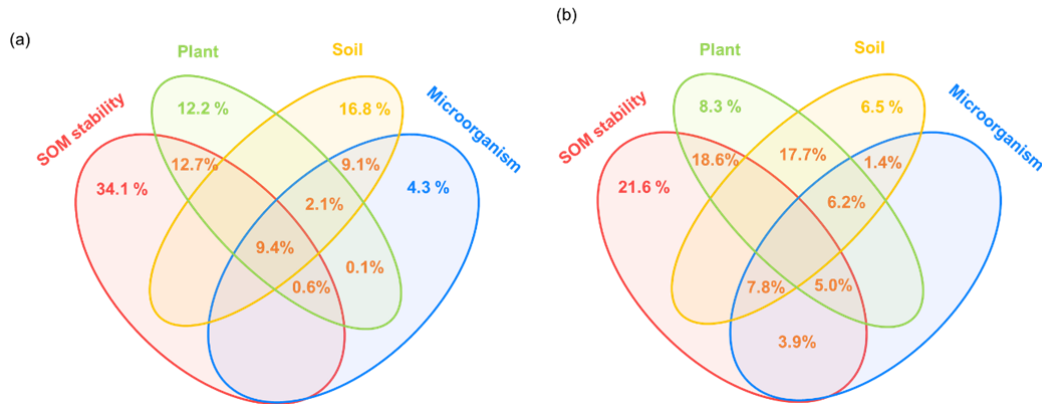 (a)
Plant
Soil
SOM stability
Microorganism
12.2 %
16.8 %
12.7%
9.1%
34.1 %
4.3 %
2.1%
9.4%
0.1%
0.6%
(b)
Plant
Soil
SOM stability
Microorganism
8.3 %
6.5 %
18.6%
17.7%
1.4%
21.6 %
6.2%
7.8%
5.0%
3.9%